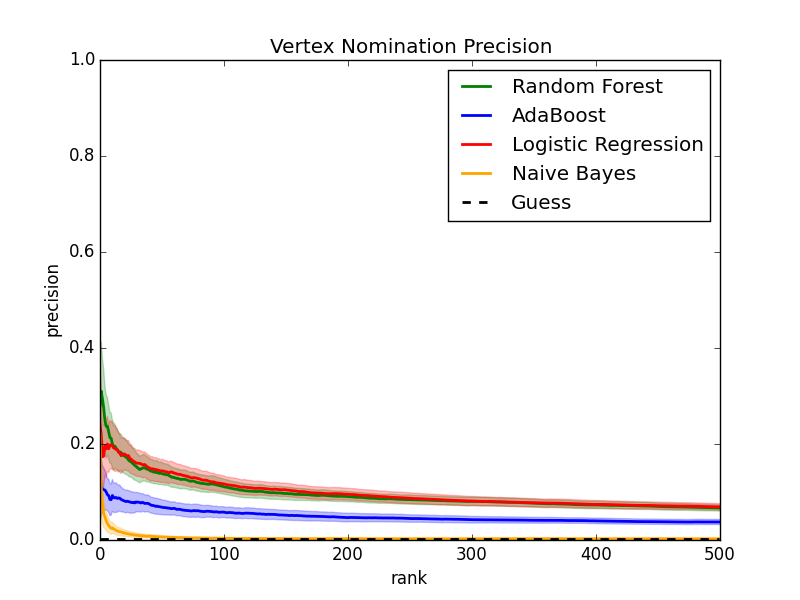 Vertex Nomination Precision
1.0
0.8
0.6
0.4
0.2
0.0
precision
Random Forest
AdaBoost
Logistic Regression
Naive Bayes
Guess
0
100
200
300
400
500
rank